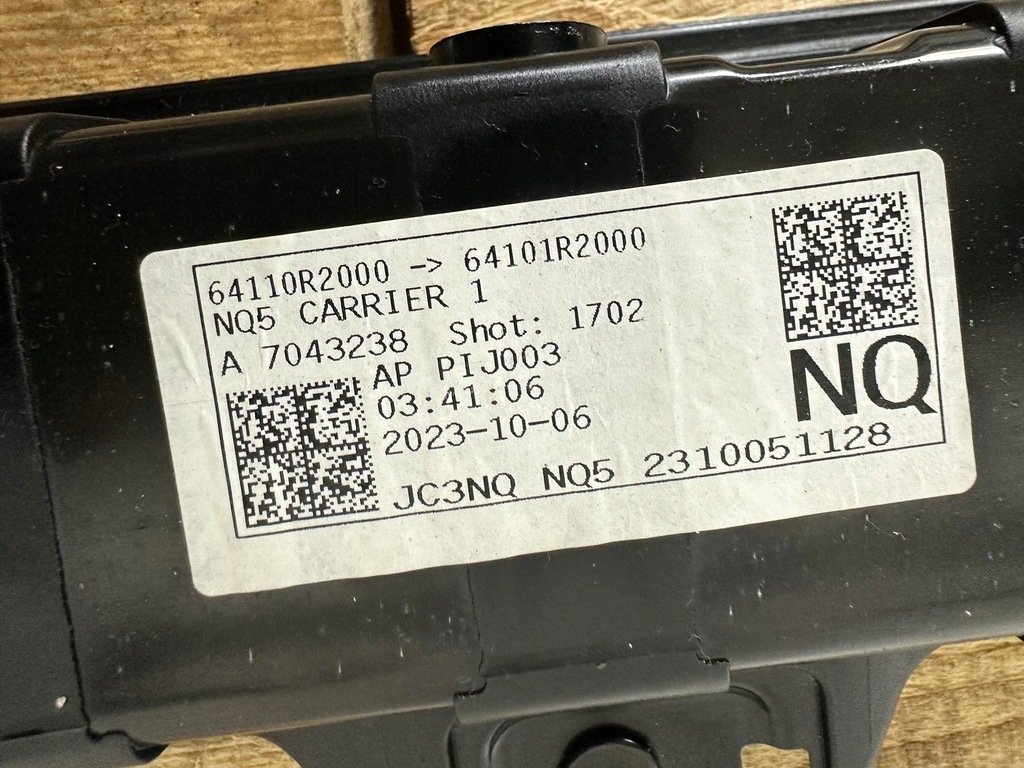 64110R2000 -> 64101R2000
NQ5 CARRIER 1
A 7043238 Shot: 1702
AP PIJ003
03:41:06
2023-10-06
NQ
JC3NQ NQ5 2310051128